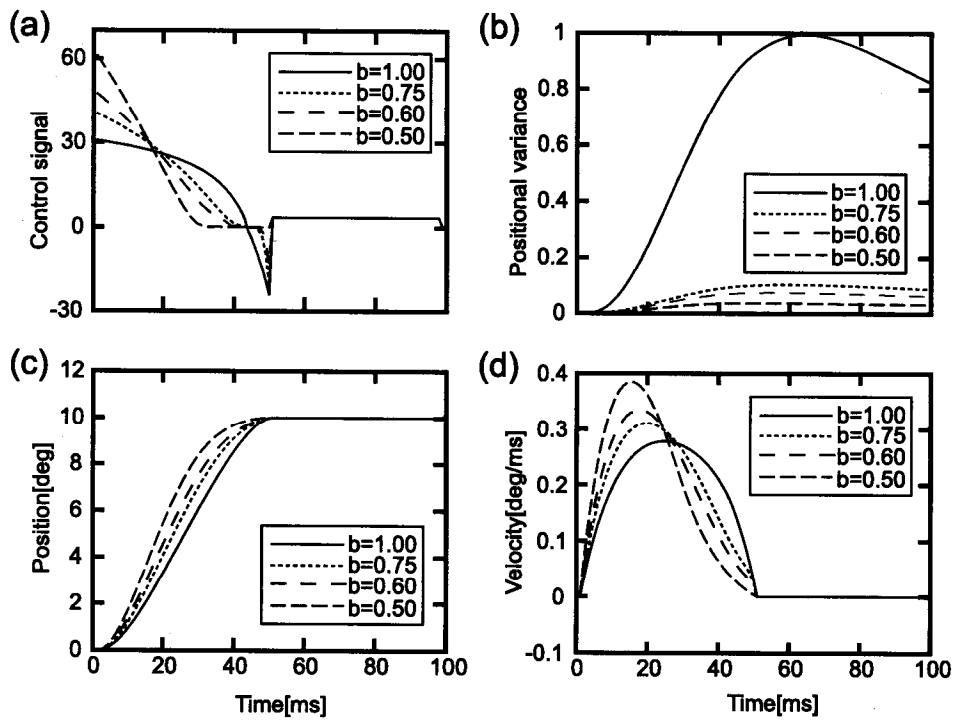 (a)
Control signal
60
30
0
-30
b=1.00
b=0.75
b=0.60
b=0.50
(b)
Positional variance
1
0.8
0.6
0.4
0.2
0
b=1.00
b=0.75
b=0.60
b=0.50
(c)
Position[deg]
12
10
8
6
4
2
0
b=1.00
b=0.75
b=0.60
b=0.50
0 20 40 60 80 100
Time[ms]
(d)
Velocity[deg/ms]
0.4
0.3
0.2
0.1
0
-0.1
b=1.00
b=0.75
b=0.60
b=0.50
0 20 40 60 80 100
Time[ms]